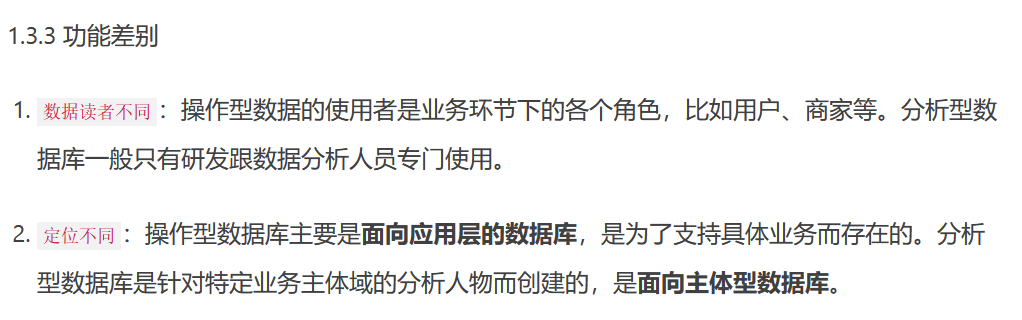 1.3.3 功能差别
1. 数据读者不同：操作型数据的使用者是业务环节下的各个角色，比如用户、商家等。分析型数
据库一般只有研发跟数据分析人员专门使用。
2. 定位不同：操作型数据库主要是面向应用层的数据库，是为了支持具体业务而存在的。分析
型数据库是针对特定业务主体域的分析人物而创建的，是面向主体型数据库。